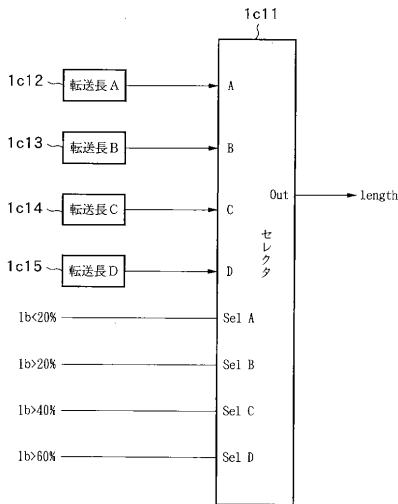 1c11
1c12
転送長A
A
1c13
転送長B
B
1c14
転送長C
C
Out
length
セレクタ
1c15
転送長D
D
1b<20%
Sel A
1b>20%
Sel B
1b>40%
Sel C
1b>60%
Sel D